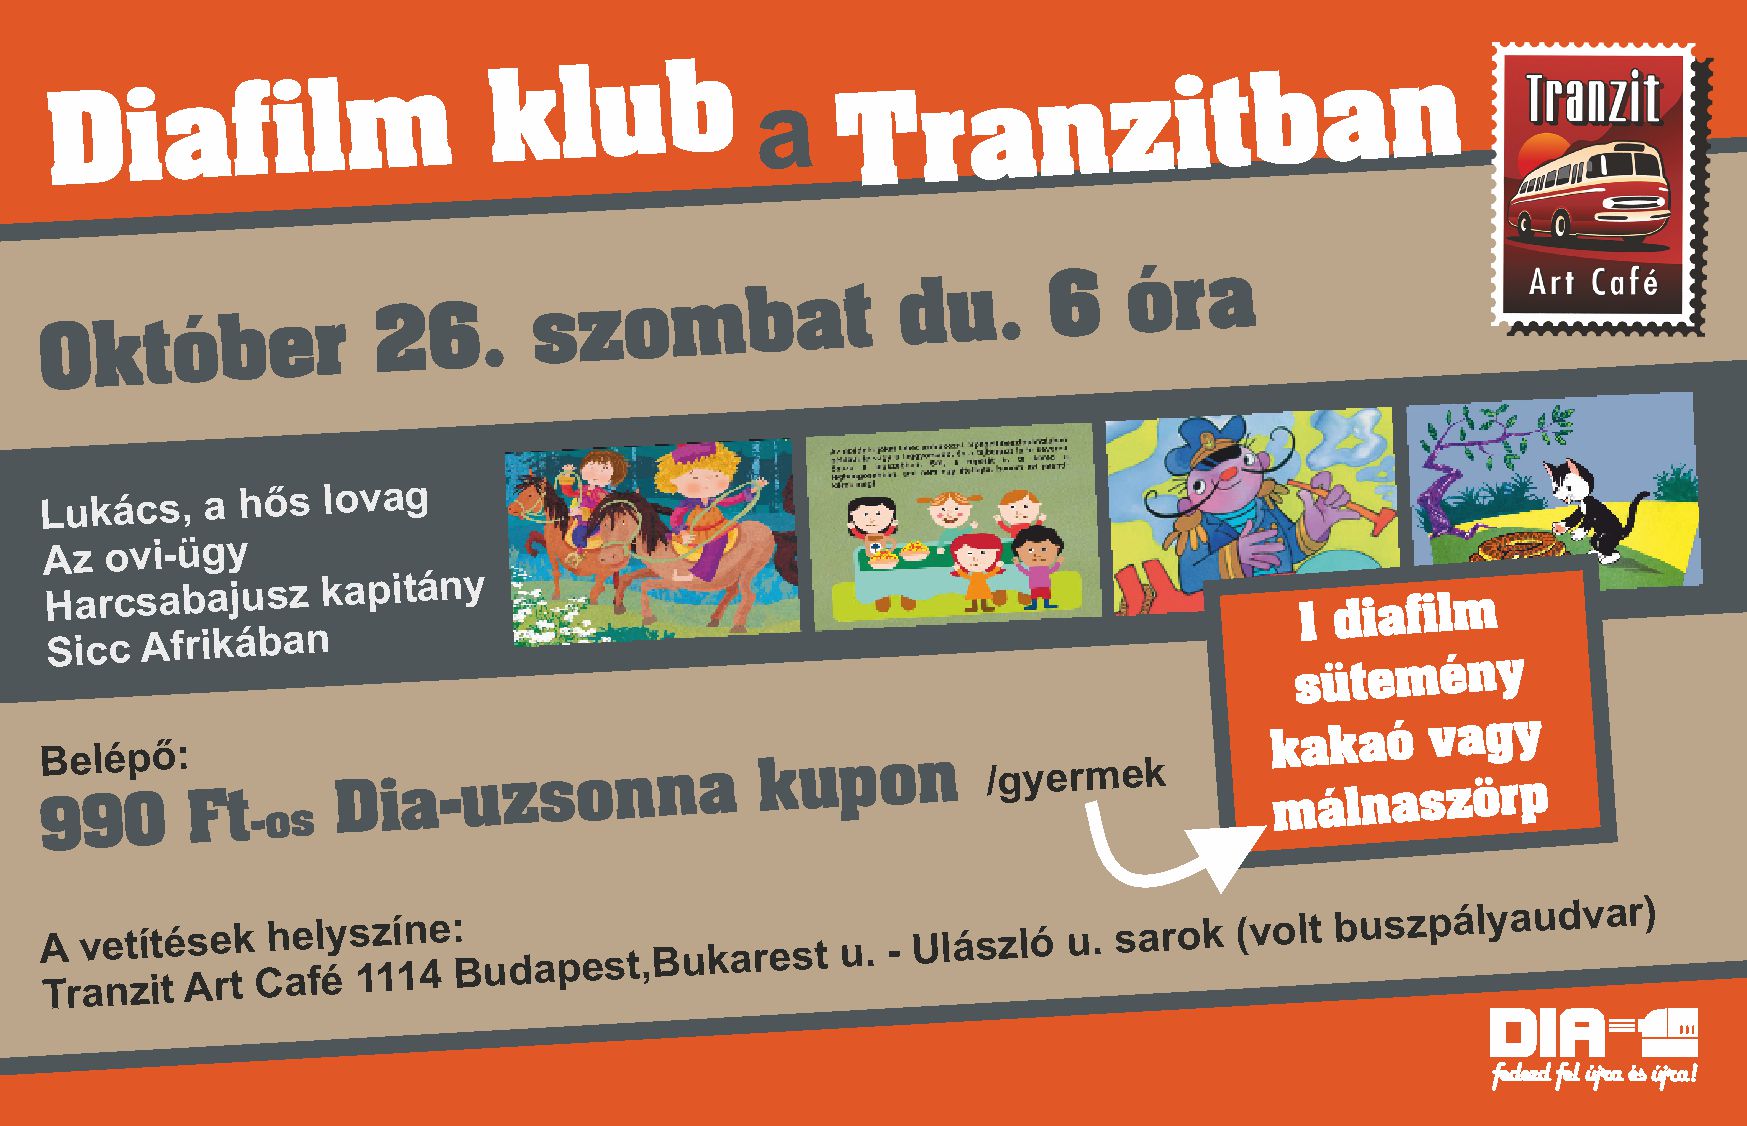 Diafilm klub a Tranzitban
Tranzit
Art Café
Október 26. szombat du. 6 óra
Lukács, a hős lovag
Az ovi-ügy
Harcsabajusz kapitány
Sicc Afrikában
1 diafilm
sütemény
kakaó vagy
málnaszörp
Belépő:
990 Ft-os Dia-uzsonna kupon /gyermek
A vetítések helyszíne:
Tranzit Art Café 1114 Budapest,Bukarest u. - Ulászló u. sarok (volt buszpályaudvar)
DIA
fedezd fel újra és újra!